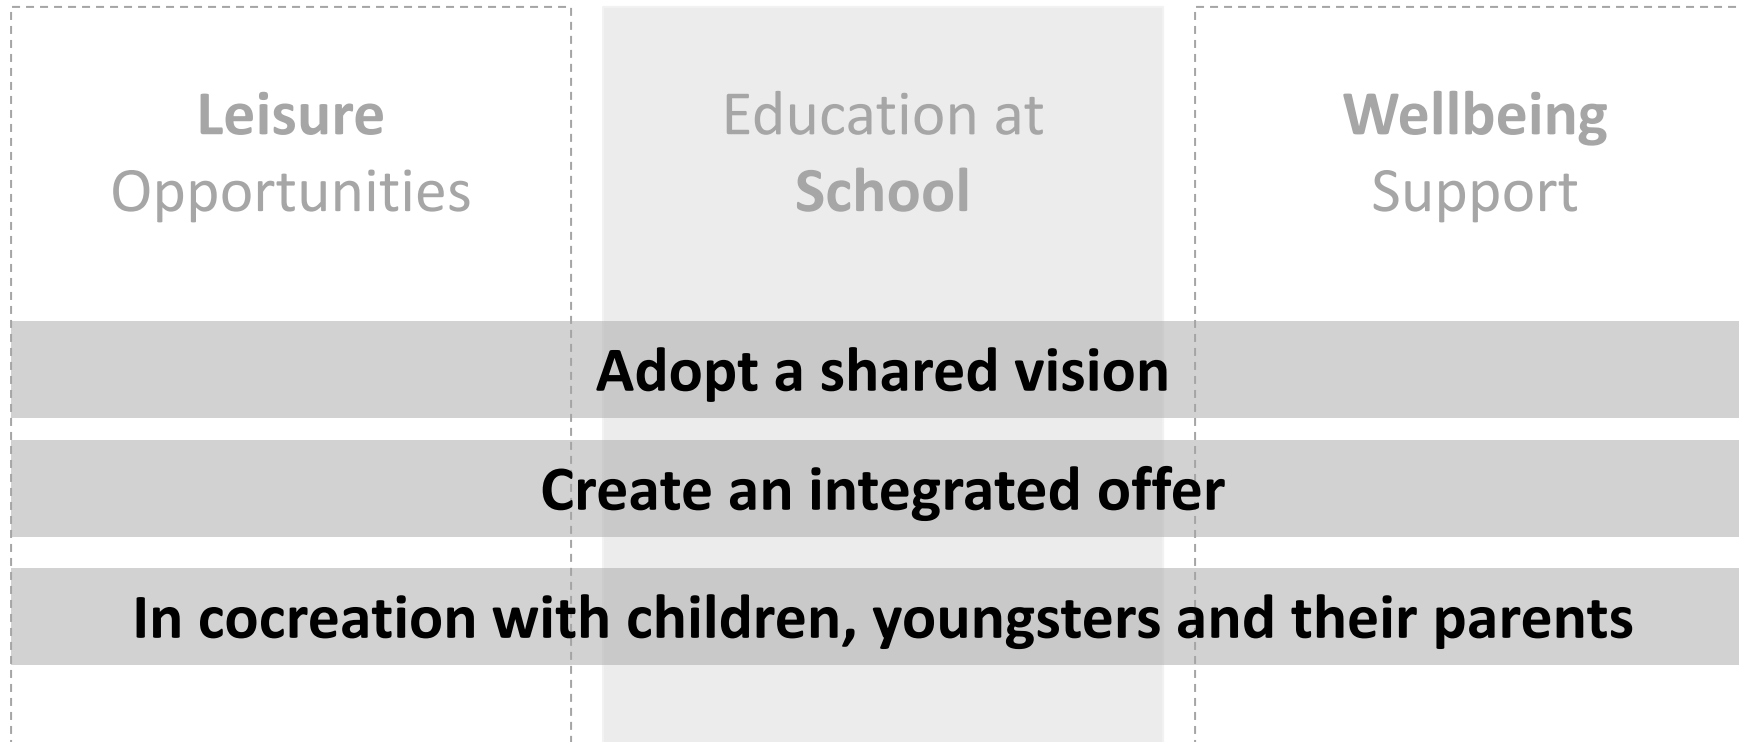 Leisure
Opportunities
Education at
School
Wellbeing
Support
Adopt a shared vision
Create an integrated offer
In cocreation with children, youngsters and their parents